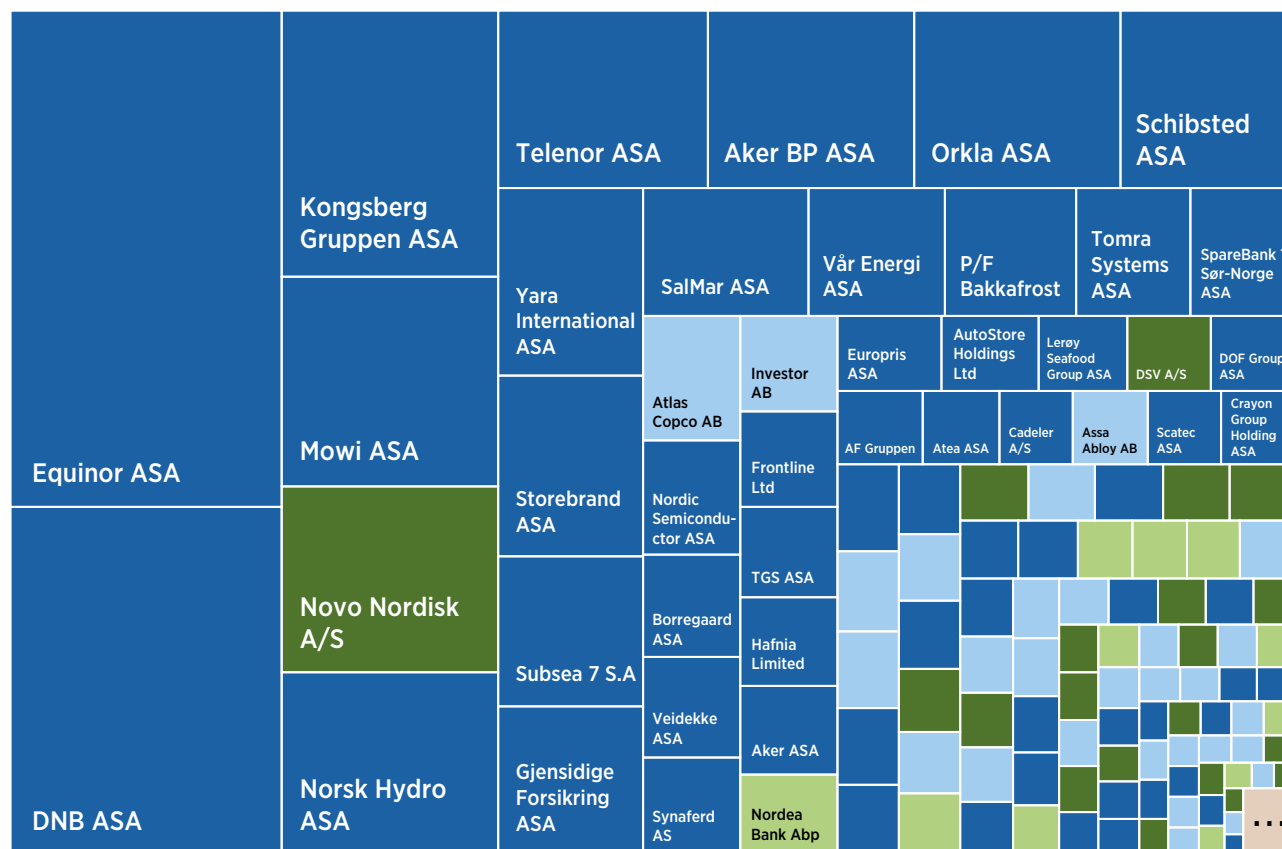 Equinor ASA
DNB ASA
Kongsberg
Gruppen ASA
Mowi ASA
Novo Nordisk
A/S
Norsk Hydro
ASA
Telenor ASA
Aker BP ASA
Orkla ASA
Schibsted
ASA
Yara
International
ASA
Storebrand
ASA
Subsea 7 S.A
Gjensidige
Forsikring
ASA
SalMar ASA
Vår Energi
ASA
P/F
Bakkafrost
Tomra
Systems
ASA
SpareBank 1
Sør-Norge
ASA
Atlas
Copco AB
Nordic
Semicondu-
ctor ASA
Borregaard
ASA
Veidekke
ASA
Synaferd
AS
Investor
AB
Frontline
Ltd
TGS ASA
Hafnia
Limited
Aker ASA
Nordea
Bank Abp
Europris
ASA
AutoStore
Holdings
Ltd
Lerøy
Seafood
Group ASA
DSV A/S
DOF Group
ASA
AF Gruppen
Atea ASA
Cadeler
A/S
Assa
Abloy AB
Scatec
ASA
Crayon
Group
Holding
ASA
...